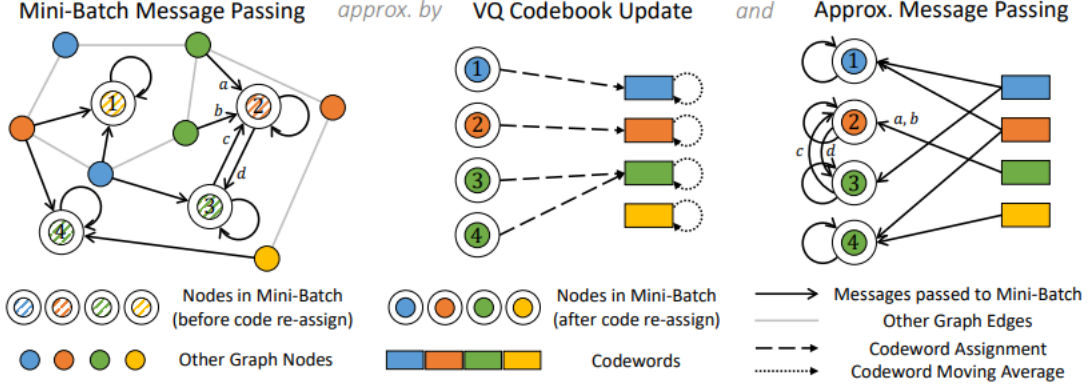 Mini-Batch Message Passing approx. by VQ Codebook Update and Approx. Message Passing
1
2
3
4
a
b
c
d
1
2
3
4
1
2
3
4
a, b
c
d
Nodes in Mini-Batch
(before code re-assign)
Other Graph Nodes
Nodes in Mini-Batch
(after code re-assign)
Codewords
Messages passed to Mini-Batch
Other Graph Edges
Codeword Assignment
Codeword Moving Average